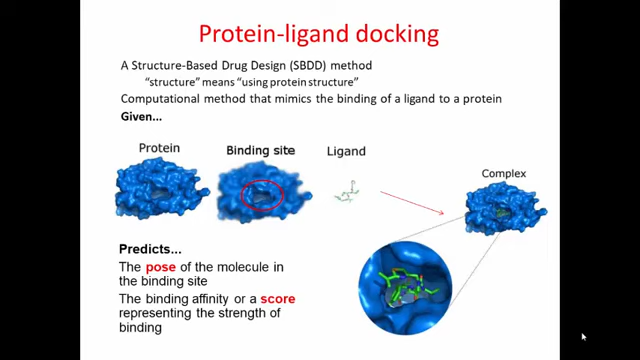 Protein-ligand docking
A Structure-Based Drug Design (SBDD) method
“structure” means “using protein structure”
Computational method that mimics the binding of a ligand to a protein
Given...
Protein
Binding site
Ligand
Complex
Predicts...
The pose of the molecule in
the binding site
The binding affinity or a score
representing the strength of
binding